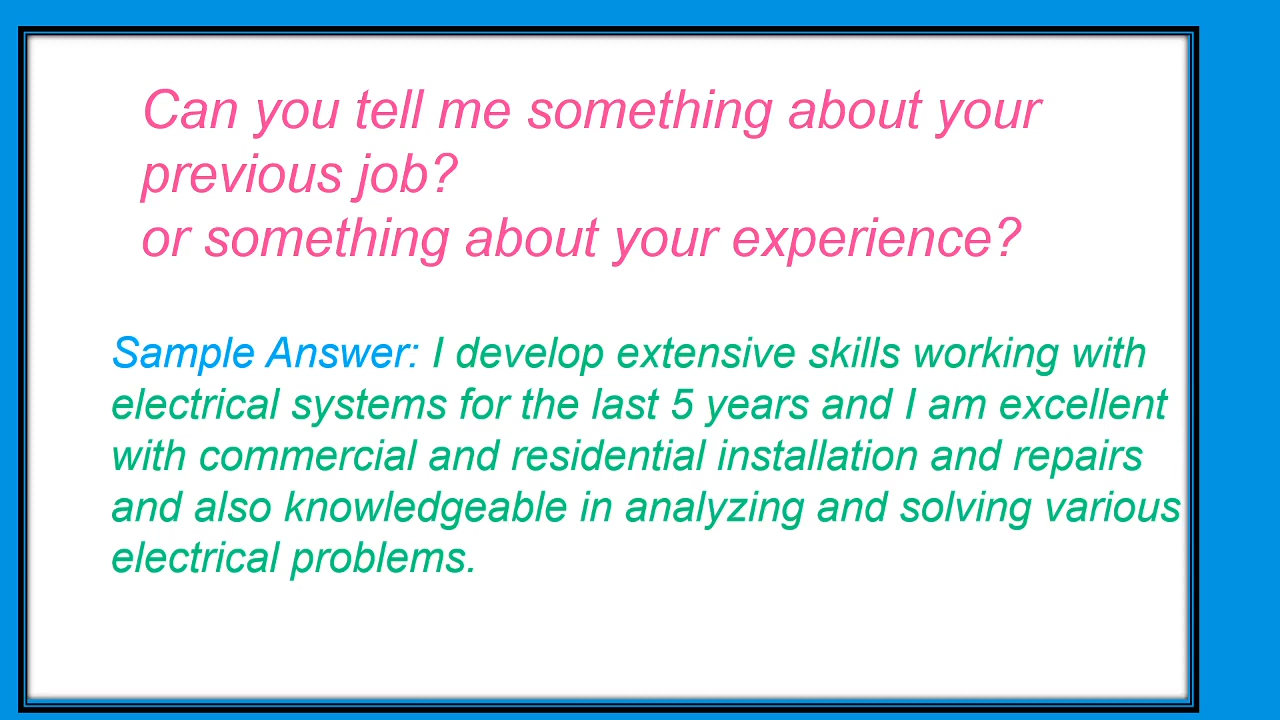 Can you tell me something about your
previous job?
or something about your experience?
Sample Answer: I develop extensive skills working with
electrical systems for the last 5 years and I am excellent
with commercial and residential installation and repairs
and also knowledgeable in analyzing and solving various
electrical problems.